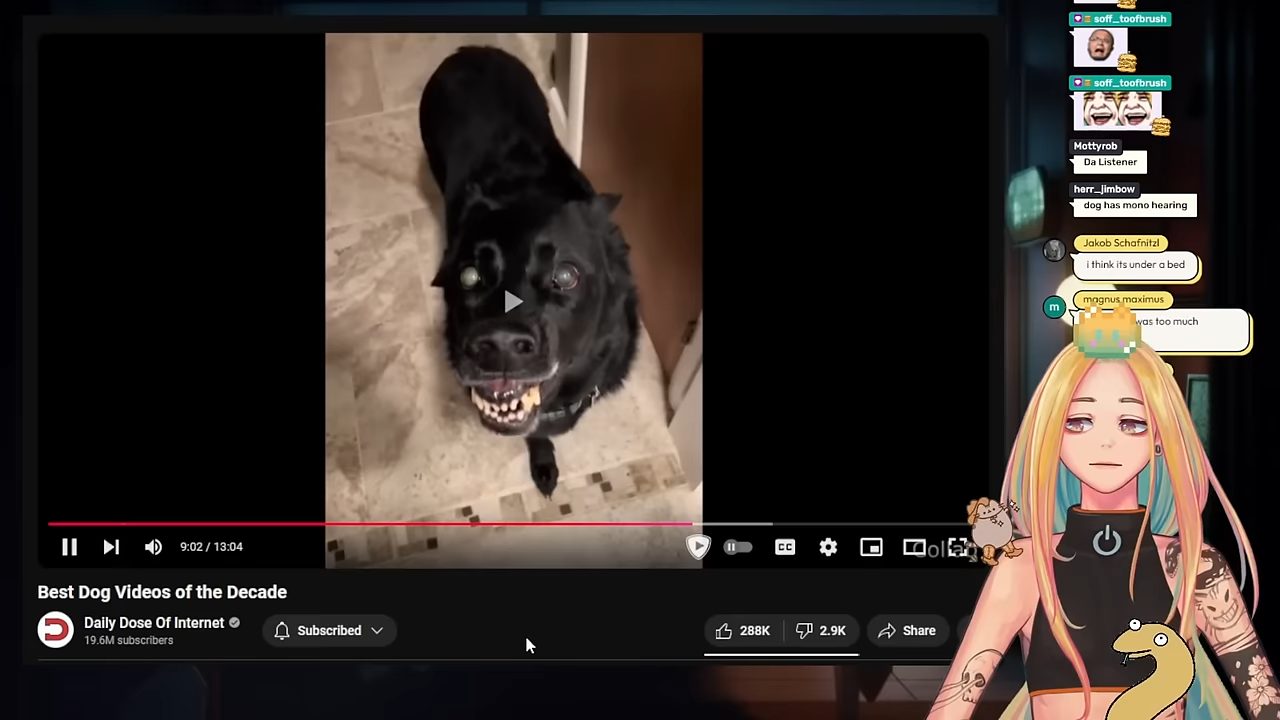 soff_toofbrush
soff_toofbrush
Mottyrob
Da Listener
herr_jimbow
dog has mono hearing
Jakob Schafnitzl
i think its under a bed
m
magnus maximus
was too much
9:02 / 13:04
CC
Best Dog Videos of the Decade
Daily Dose Of Internet
19.6M subscribers
Subscribed
288K
2.9K
Share